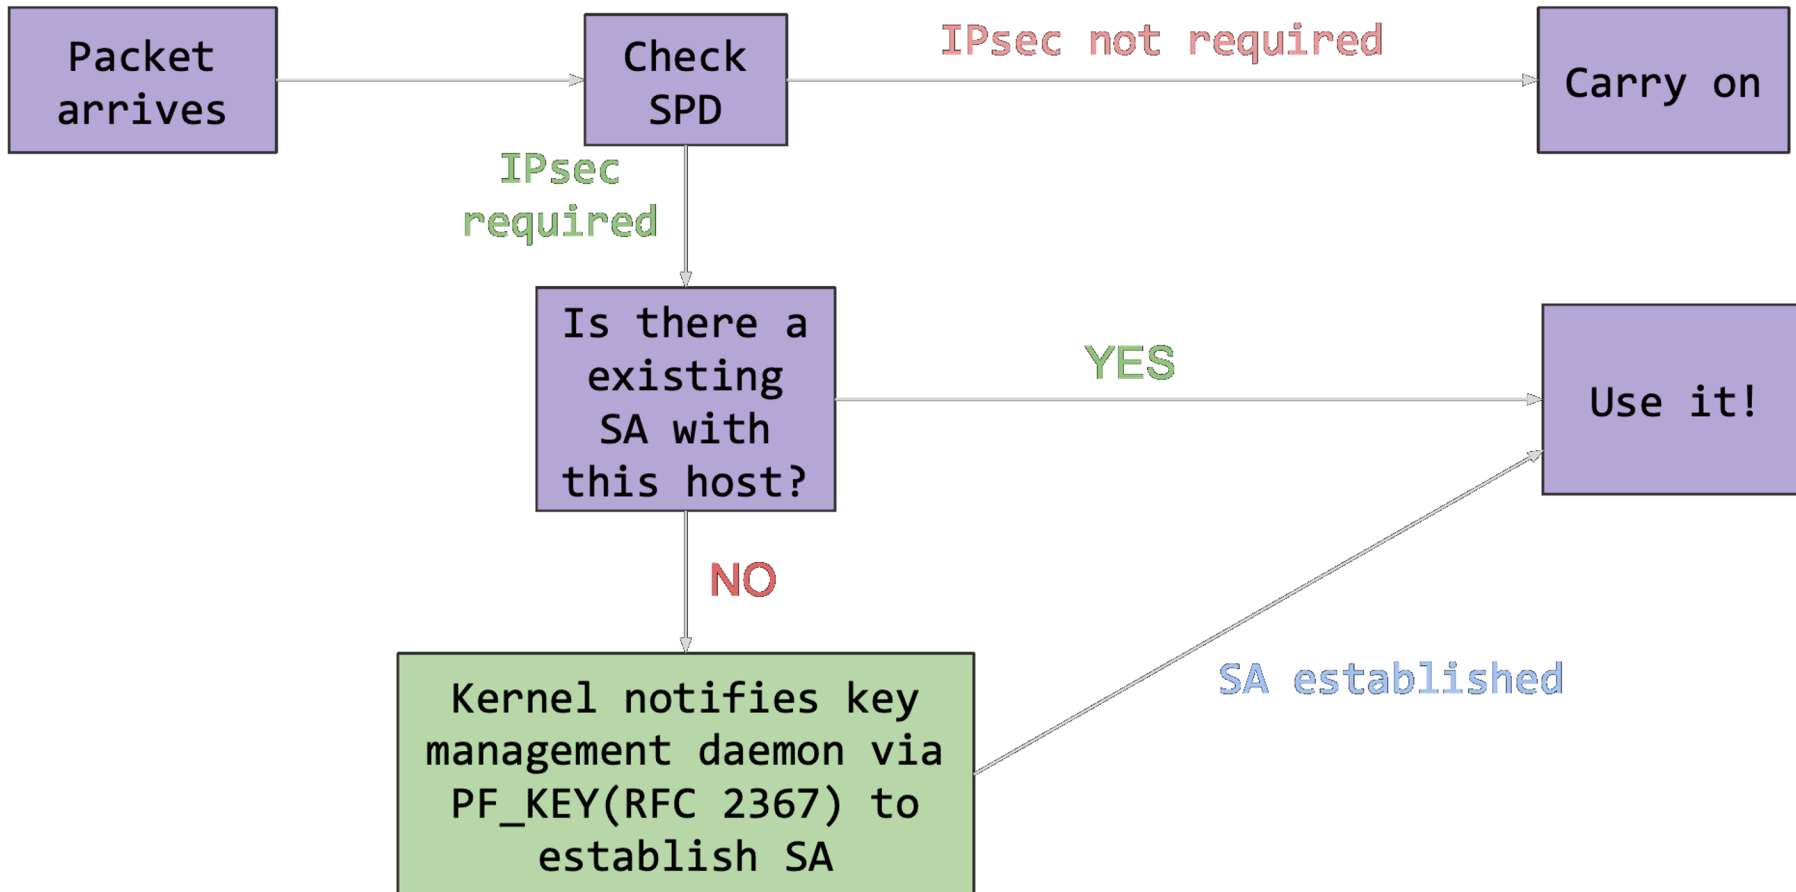 Packet
arrives
Check
SPD
IPsec not required
Carry on
IPsec
required
Is there a
existing
SA with
this host?
YES
Use it!
NO
SA established
Kernel notifies key
management daemon via
PF_KEY(RFC 2367) to
establish SA